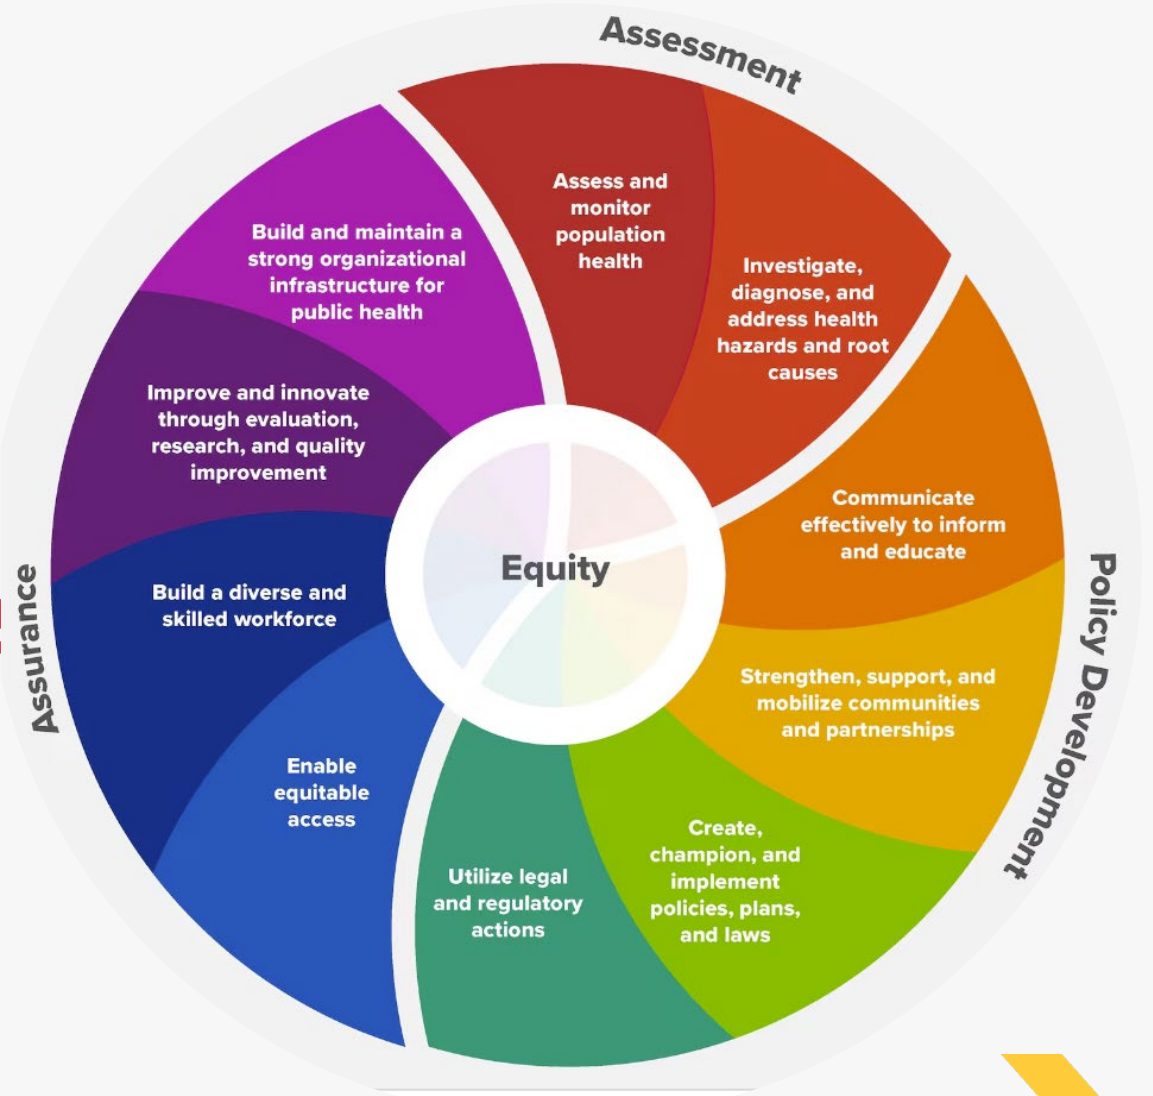 Assessment
Assess and
monitor
population
health
Investigate,
diagnose, and
address health
hazards and root
causes
Communicate
effectively to inform
and educate
Policy Development
Strengthen, support, and
mobilize communities
and partnerships
Create,
champion, and
implement
policies, plans,
and laws
Utilize legal
and regulatory
actions
Enable
equitable
access
Assurance
Build a diverse and
skilled workforce
Improve and innovate
through evaluation,
research, and quality
improvement
Build and maintain a
strong organizational
infrastructure for
public health
Equity